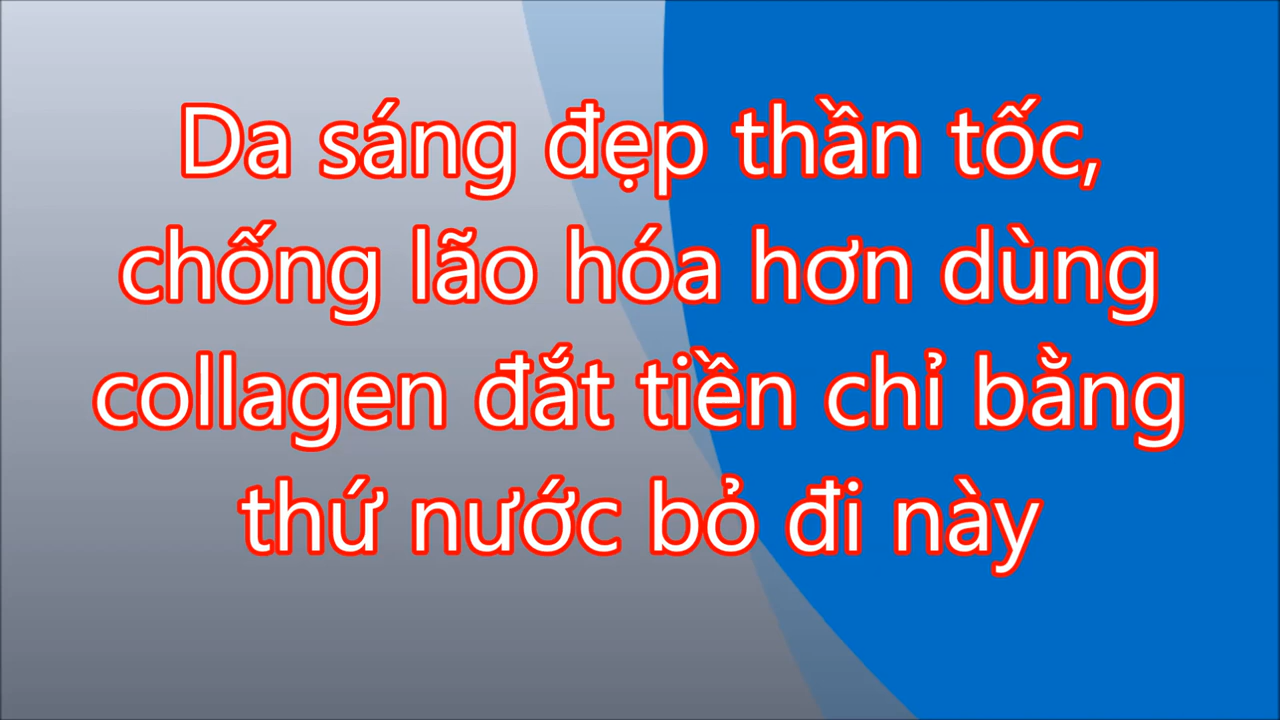 Da sáng đẹp thần tốc,
chống lão hóa hơn dùng
collagen đắt tiền chỉ bằng
thứ nước bỏ đi này